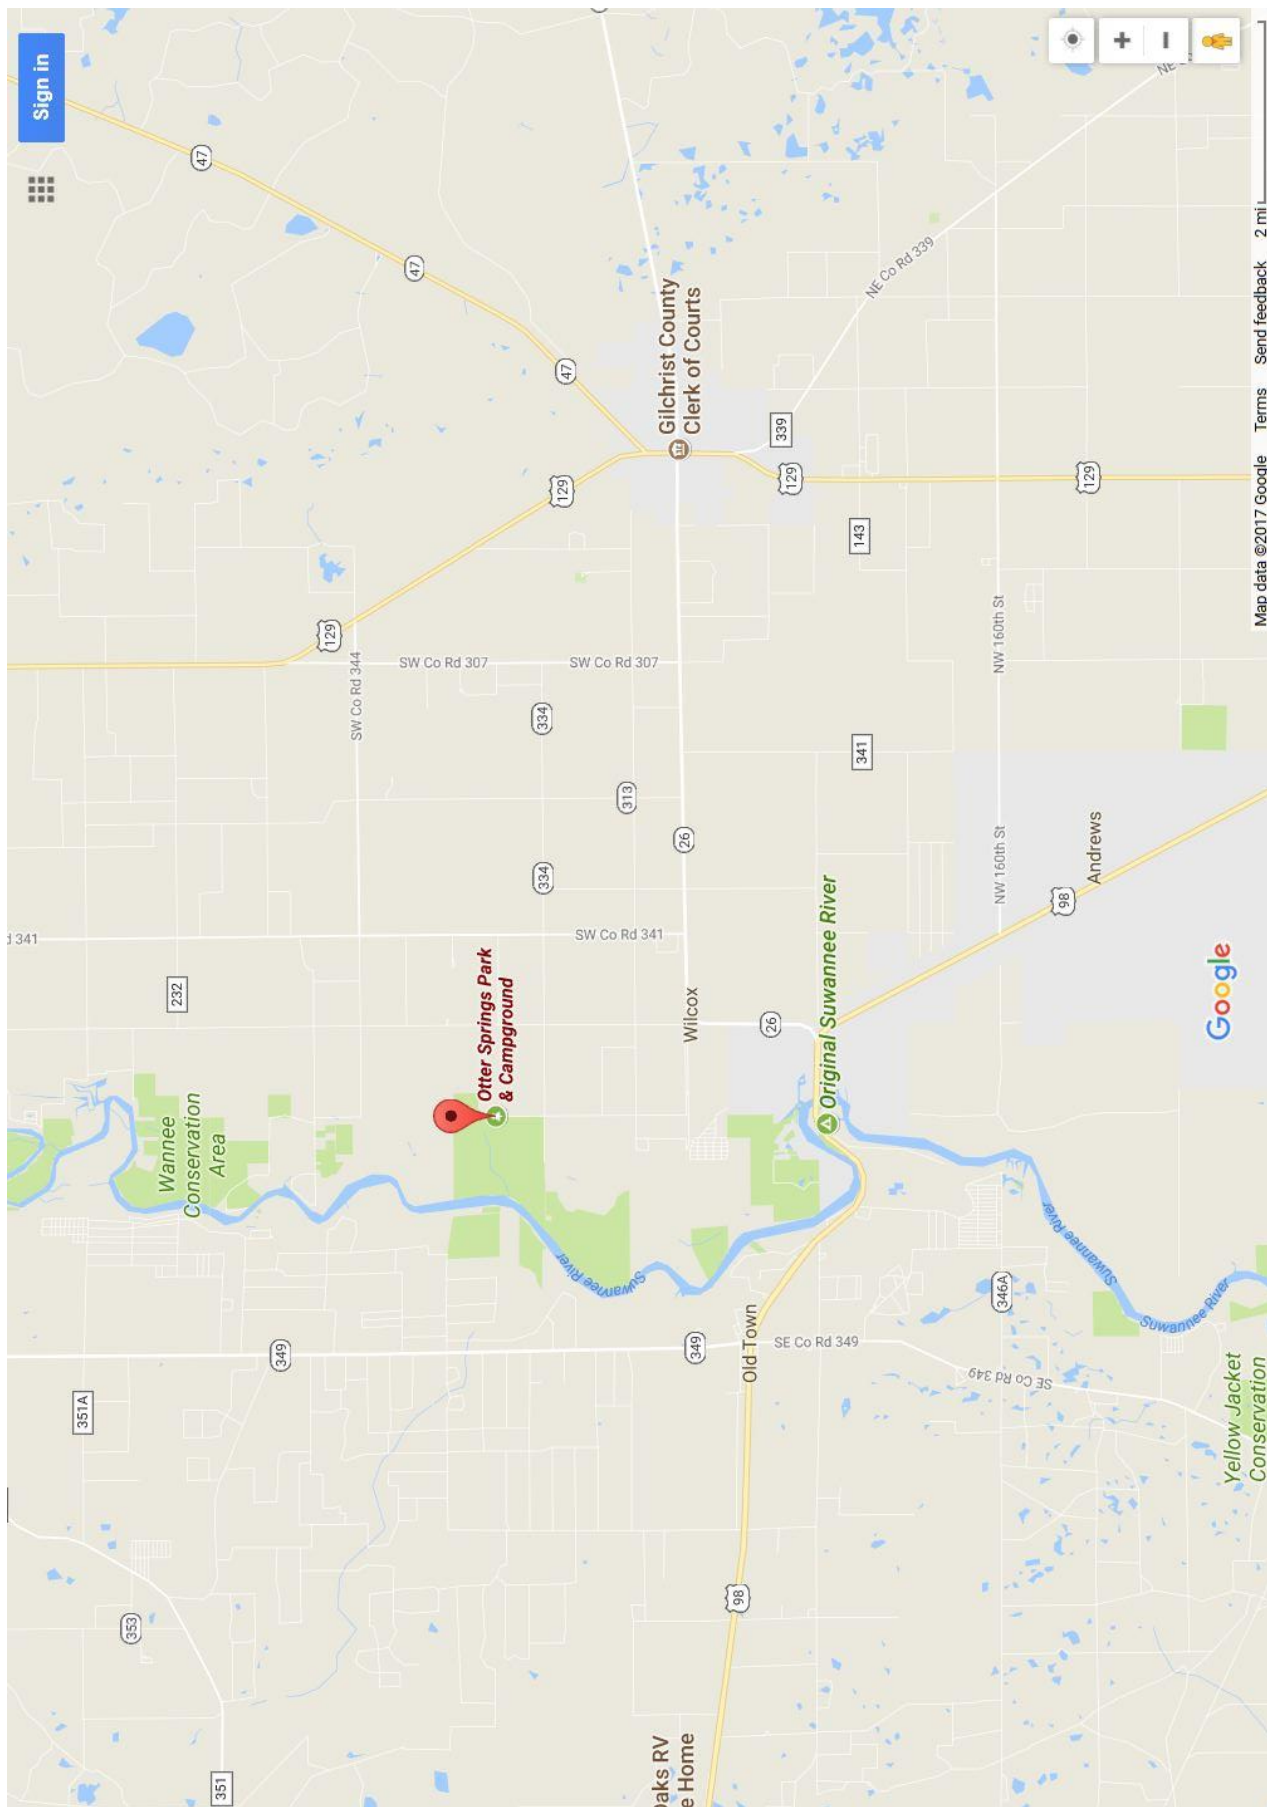 Sign in
341
47
351A
353
232
Wannee
Conservation
Area
47
351
349
129
SW Co Rd 344
47
SW Co Rd 307
Otter Springs Park
& Campground
334
334
129
47
Suwannee River
Suwannee River
SW Co Rd 341
SW Co Rd 307
313
RV
Home
349
26
Wilcox
Gilchrist County
Clerk of Courts
98
Old Town
26
339
129
SE Co Rd 349
Original Suwannee River
341
143
NE Co Rd 339
SE Co Rd 349
346A
NW 160th St
NW 160th St
98
Suwannee River
Suwannee River
Andrews
129
NE
Suwannee River
Google
Yellow Jacket
Conservation
Map data ©2017 Google Terms Send feedback 2 mi